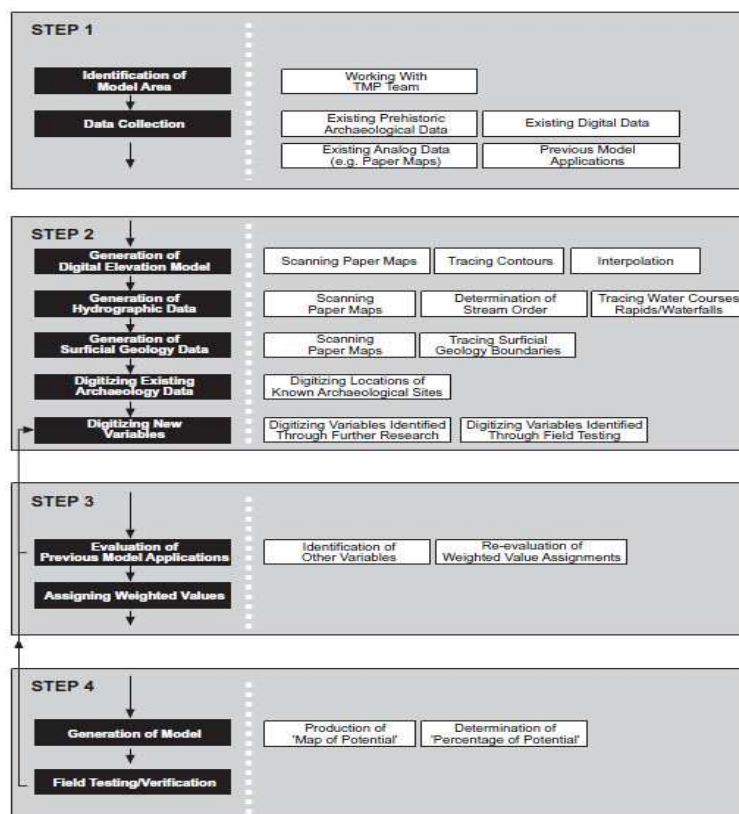 STEP 1
Identification of
Model Area
Working With
TMP Team
Data Collection
Existing Prehistoric
Archaeological Data
Existing Digital Data
Existing Analog Data
(e.g. Paper Maps)
Previous Model
Applications
STEP 2
Generation of
Digital Elevation Model
Scanning Paper Maps
Tracing Contours
Interpolation
Generation of
Hydrographic Data
Scanning
Paper Maps
Determination of
Stream Order
Tracing Water Courses
Rapids/Waterfalls
Generation of
Surficial Geology Data
Scanning
Paper Maps
Tracing Surficial
Geology Boundaries
Digitizing Existing
Archaeology Data
Digitizing Locations of
Known Archaeological Sites
Digitizing New
Variables
Digitizing Variables Identified
Through Further Research
Digitizing Variables Identified
Through Field Testing
STEP 3
Evaluation of
Previous Model Applications
Identification of
Other Variables
Re-evaluation of
Weighted Value Assignments
Assigning Weighted Values
STEP 4
Generation of Model
Production of
'Map of Potential'
Determination of
'Percentage of Potential'
Field Testing/Verification